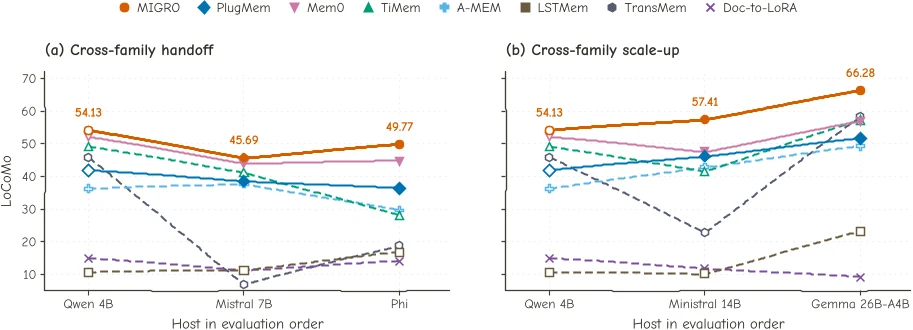 MIGRO PlugMem Mem0 TiMem A-MEM LSTMem TransMem Doc-to-LoRA
(a) Cross-family handoff
70
60
50
40
30
20
10
LoCoMo
54.13
45.69
49.77
Qwen 4B Mistral 7B Phi
Host in evaluation order
(b) Cross-family scale-up
54.13
57.41
66.28
Qwen 4B Ministral 14B Gemma 26B-A4B
Host in evaluation order